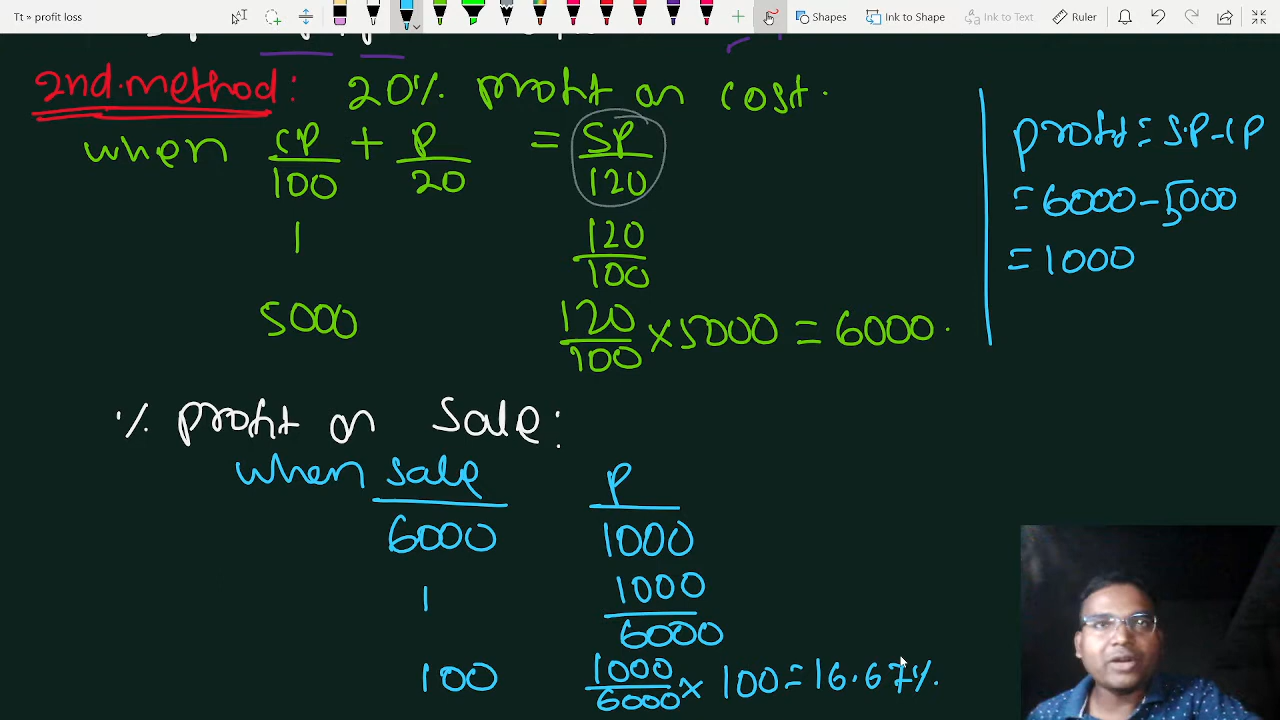 Tt » profit loss
Shapes Ink to Shape Ink to Text Ruler
2nd method: 20% profit on cost.
when CP/100 + P/20 = SP/120
1 120/100
5000 120/100 × 5000 = 6000.
profit = S.P - CP
= 6000 - 5000
= 1000
% profit on Sale:
when sale P
6000 1000
1 1000/6000
100 1000/6000 × 100 = 16.67%.